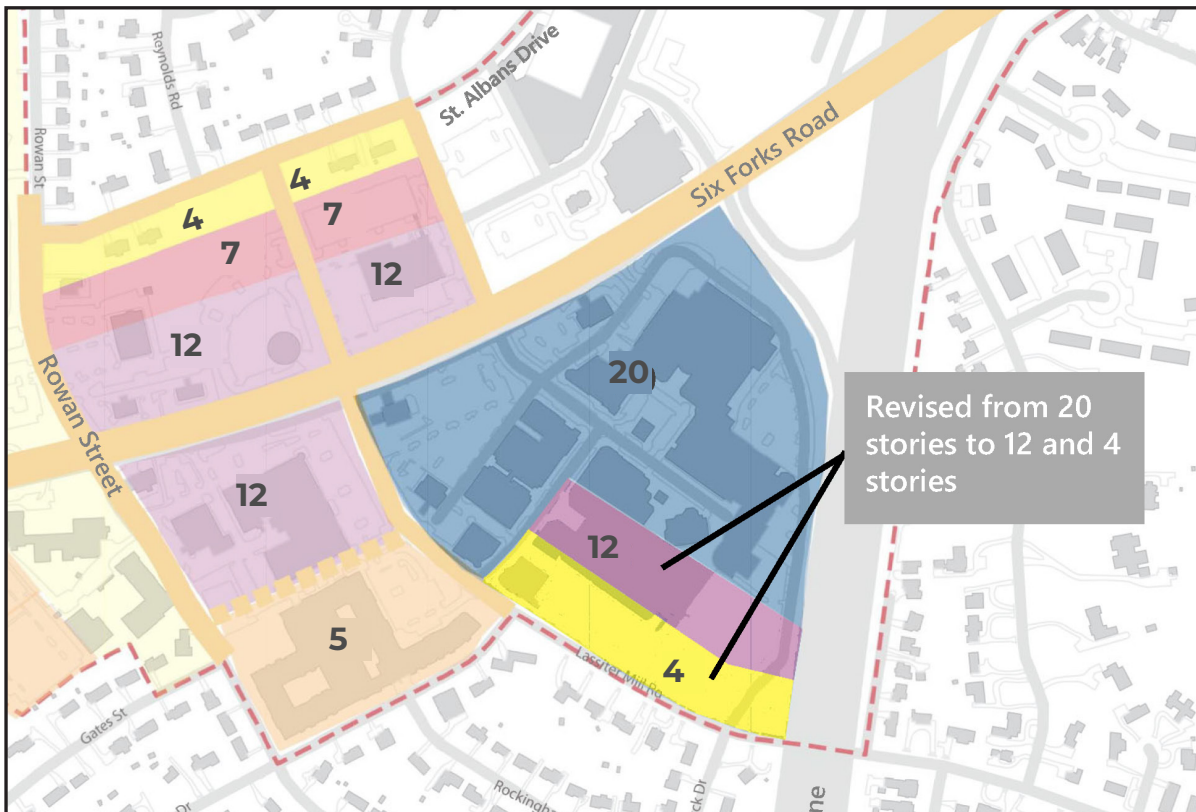 Reynolds Rd
St. Albans Drive
Rowan St
Six Forks Road
4
4
7
7
12
12
20
Rowan Street
Revised from 20
stories to 12 and 4
stories
12
12
5
4
Lassiter Mill Rd
Gates St
Dr